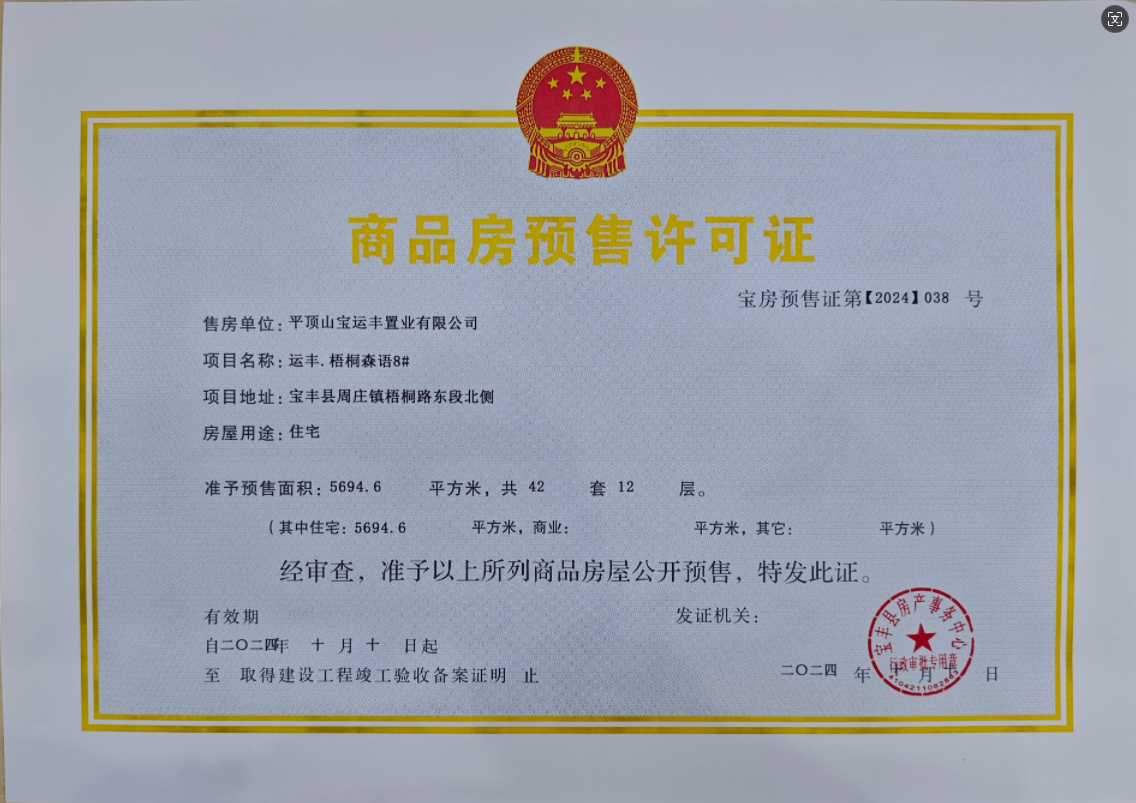 商品房预售许可证
宝房预售证第【2024】038 号
售房单位：平顶山宝运丰置业有限公司
项目名称：运丰.梧桐森语8#
项目地址：宝丰县周庄镇梧桐路东段北侧
房屋用途：住宅
准予预售面积：5694.6 平方米，共 42 套 12 层。
（其中住宅：5694.6 平方米，商业： 平方米，其它： 平方米）
经审查，准予以上所列商品房屋公开预售，特发此证。
有效期
发证机关：
自二〇二四年 十 月 十 日起
至 取得建设工程竣工验收备案证明 止
二〇二四 年 十 月 十 日
宝丰县房产事务中心
行政审批专用章